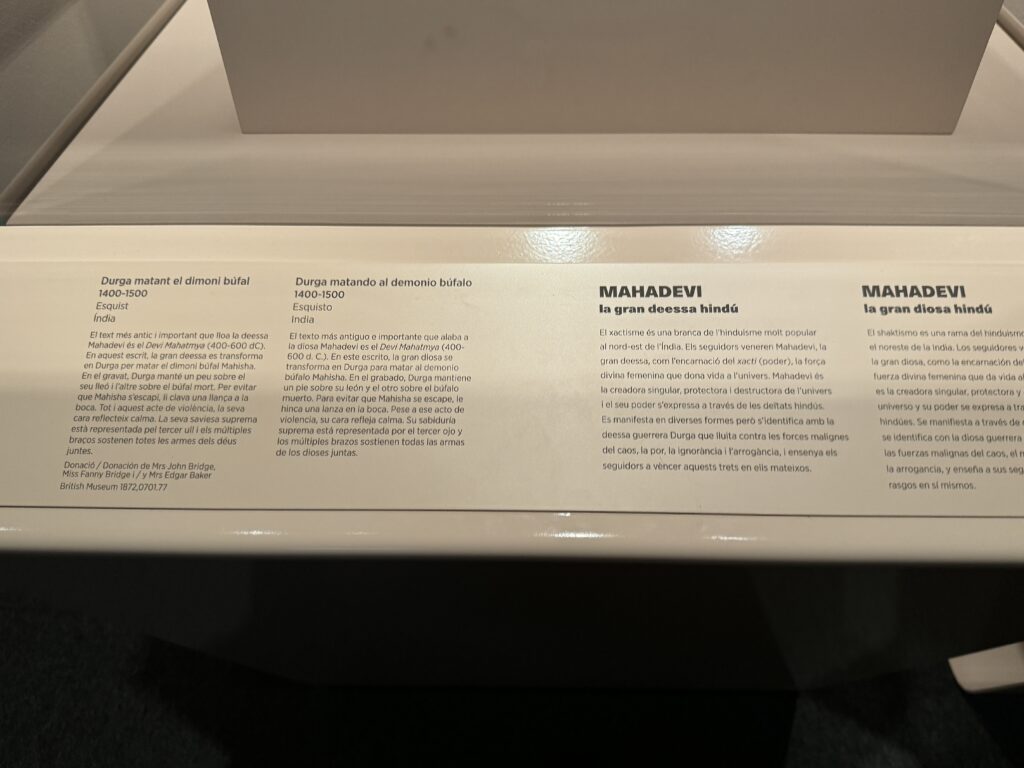 Durga matant el dimoni búfal
1400-1500
Esquist
Índia
El text més antic i important que lloa la deessa
Mahadevi és el Devi Mahatmya (400-600 dC).
En aquest escrit, la gran deessa es transforma
en Durga per matar el dimoni búfal Mahisha.
En el gravat, Durga manté un peu sobre el
seu lleó i l'altre sobre el búfal mort. Per evitar
que Mahisha s'escapi, li clava una llança a la
boca. Tot i aquest acte de violència, la seva
cara reflecteix calma. La seva saviesa suprema
està representada pel tercer ull i els múltiples
braços sostenen totes les armes dels déus
juntes.
Donació / Donación de Mrs John Bridge,
Miss Fanny Bridge i / y Mrs Edgar Baker
British Museum 1872,0701.77
Durga matando al demonio búfalo
1400-1500
Esquisto
India
El texto más antiguo e importante que alaba a
la diosa Mahadevi es el Devi Mahatmya (400-
600 d. C.). En este escrito, la gran diosa se
transforma en Durga para matar al demonio
búfalo Mahisha. En el grabado, Durga mantiene
un pie sobre su león y el otro sobre el búfalo
muerto. Para evitar que Mahisha se escape, le
hinca una lanza en la boca. Pese a ese acto de
violencia, su cara refleja calma. Su sabiduría
suprema está representada por el tercer ojo y
los múltiples brazos sostienen todas las armas
de los dioses juntas.
MAHADEVI
la gran deessa hindú
El xactisme és una branca de l'hinduisme molt popular
al nord-est de l'Índia. Els seguidors veneren Mahadevi, la
gran deessa, com l'encarnació del xacti (poder), la força
divina femenina que dona vida a l'univers. Mahadevi és
la creadora singular, protectora i destructora de l'univers
i el seu poder s'expressa a través de les deïtats hindús.
Es manifesta en diverses formes però s'identifica amb la
deessa guerrera Durga que lluita contra les forces malignes
del caos, la por, la ignorància i l'arrogància, i ensenya els
seguidors a vèncer aquests trets en ells mateixos.
MAHADEVI
la gran diosa hindú
El shaktismo es una rama del hinduism
el noreste de la India. Los seguidores v
la gran diosa, como la encarnación del
fuerza divina femenina que da vida al
es la creadora singular, protectora y
universo y su poder se expresa a tra
hindúes. Se manifiesta a través de
se identifica con la diosa guerrera
las fuerzas malignas del caos, el m
la arrogancia, y enseña a sus seg
rasgos en sí mismos.